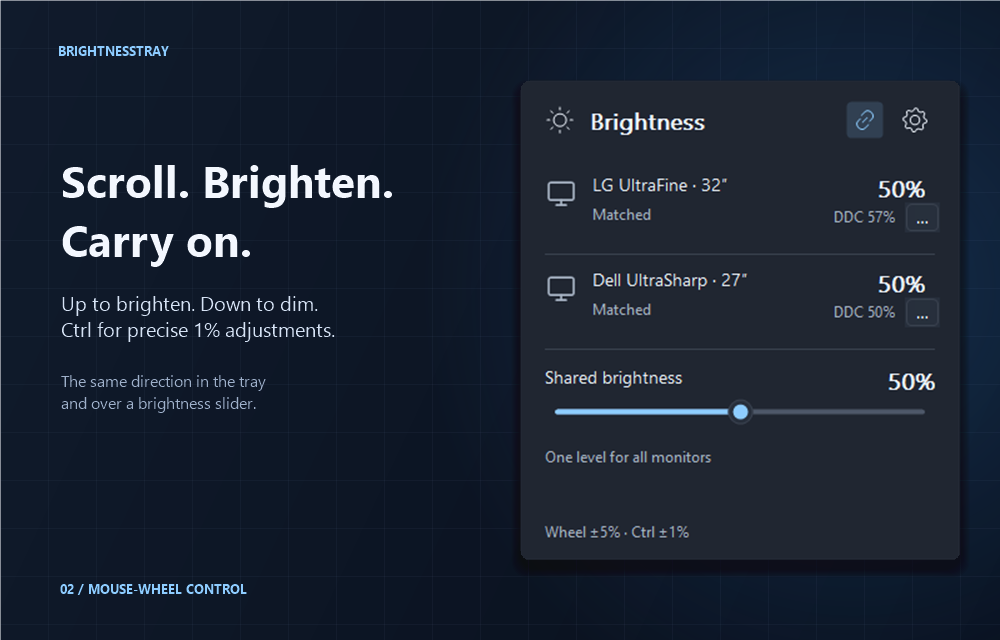 BRIGHTNESSTRAY
Scroll. Brighten.
Carry on.
Up to brighten. Down to dim.
Ctrl for precise 1% adjustments.
The same direction in the tray
and over a brightness slider.
02 / MOUSE-WHEEL CONTROL
Brightness
LG UltraFine · 32″
50%
Matched
DDC 57%
...
Dell UltraSharp · 27″
50%
Matched
DDC 50%
...
Shared brightness
50%
One level for all monitors
Wheel ±5% · Ctrl ±1%